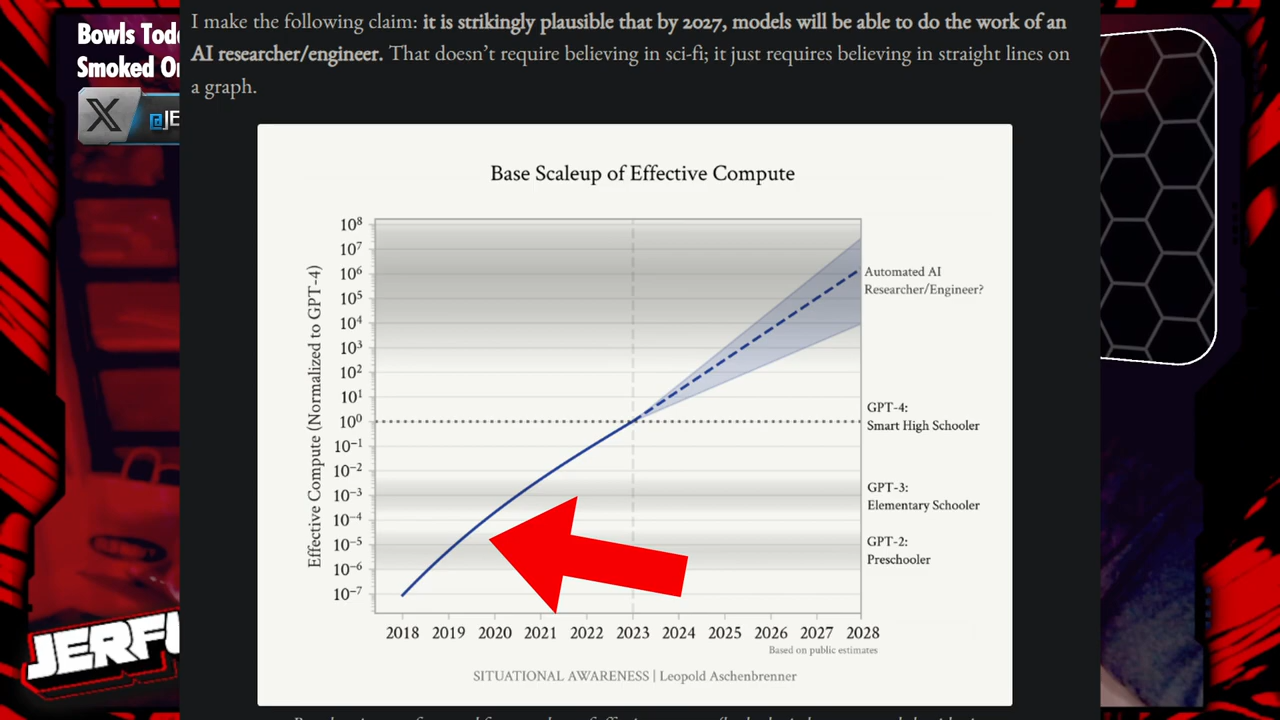 I make the following claim: it is strikingly plausible that by 2027, models will be able to do the work of an
AI researcher/engineer. That doesn't require believing in sci-fi; it just requires believing in straight lines on
a graph.
Bowls
Smoked
X
@JE
Base Scaleup of Effective Compute
Effective Compute (Normalized to GPT-4)
10⁸
10⁷
10⁶
10⁵
10⁴
10³
10²
10¹
10⁰
10⁻¹
10⁻²
10⁻³
10⁻⁴
10⁻⁵
10⁻⁶
10⁻⁷
Automated AI
Researcher/Engineer?
GPT-4:
Smart High Schooler
GPT-3:
Elementary Schooler
GPT-2:
Preschooler
2018 2019 2020 2021 2022 2023 2024 2025 2026 2027 2028
Based on public estimates
SITUATIONAL AWARENESS | Leopold Aschenbrenner
JERF